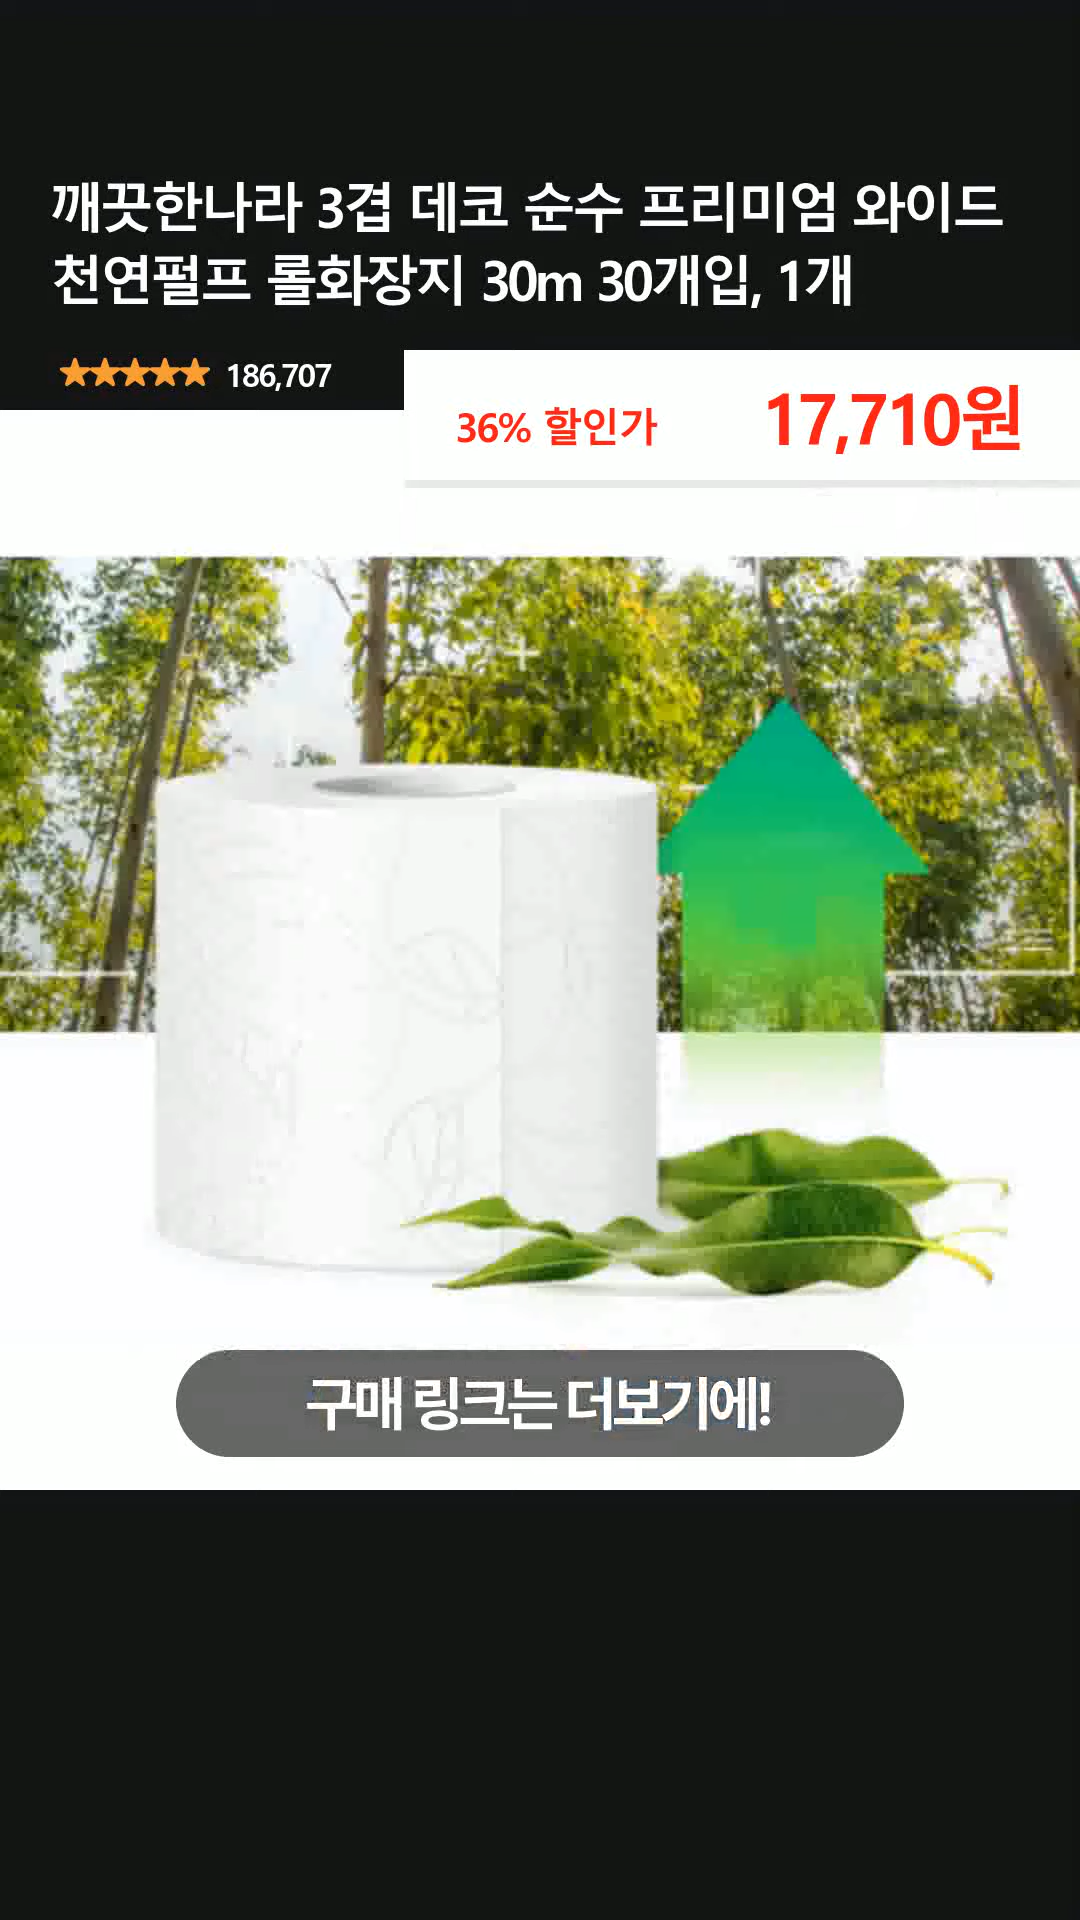 깨끗한나라 3겹 데코 순수 프리미엄 와이드
천연펄프 롤화장지 30m 30개입, 1개
186,707
36% 할인가
17,710원
구매 링크는 더보기에!